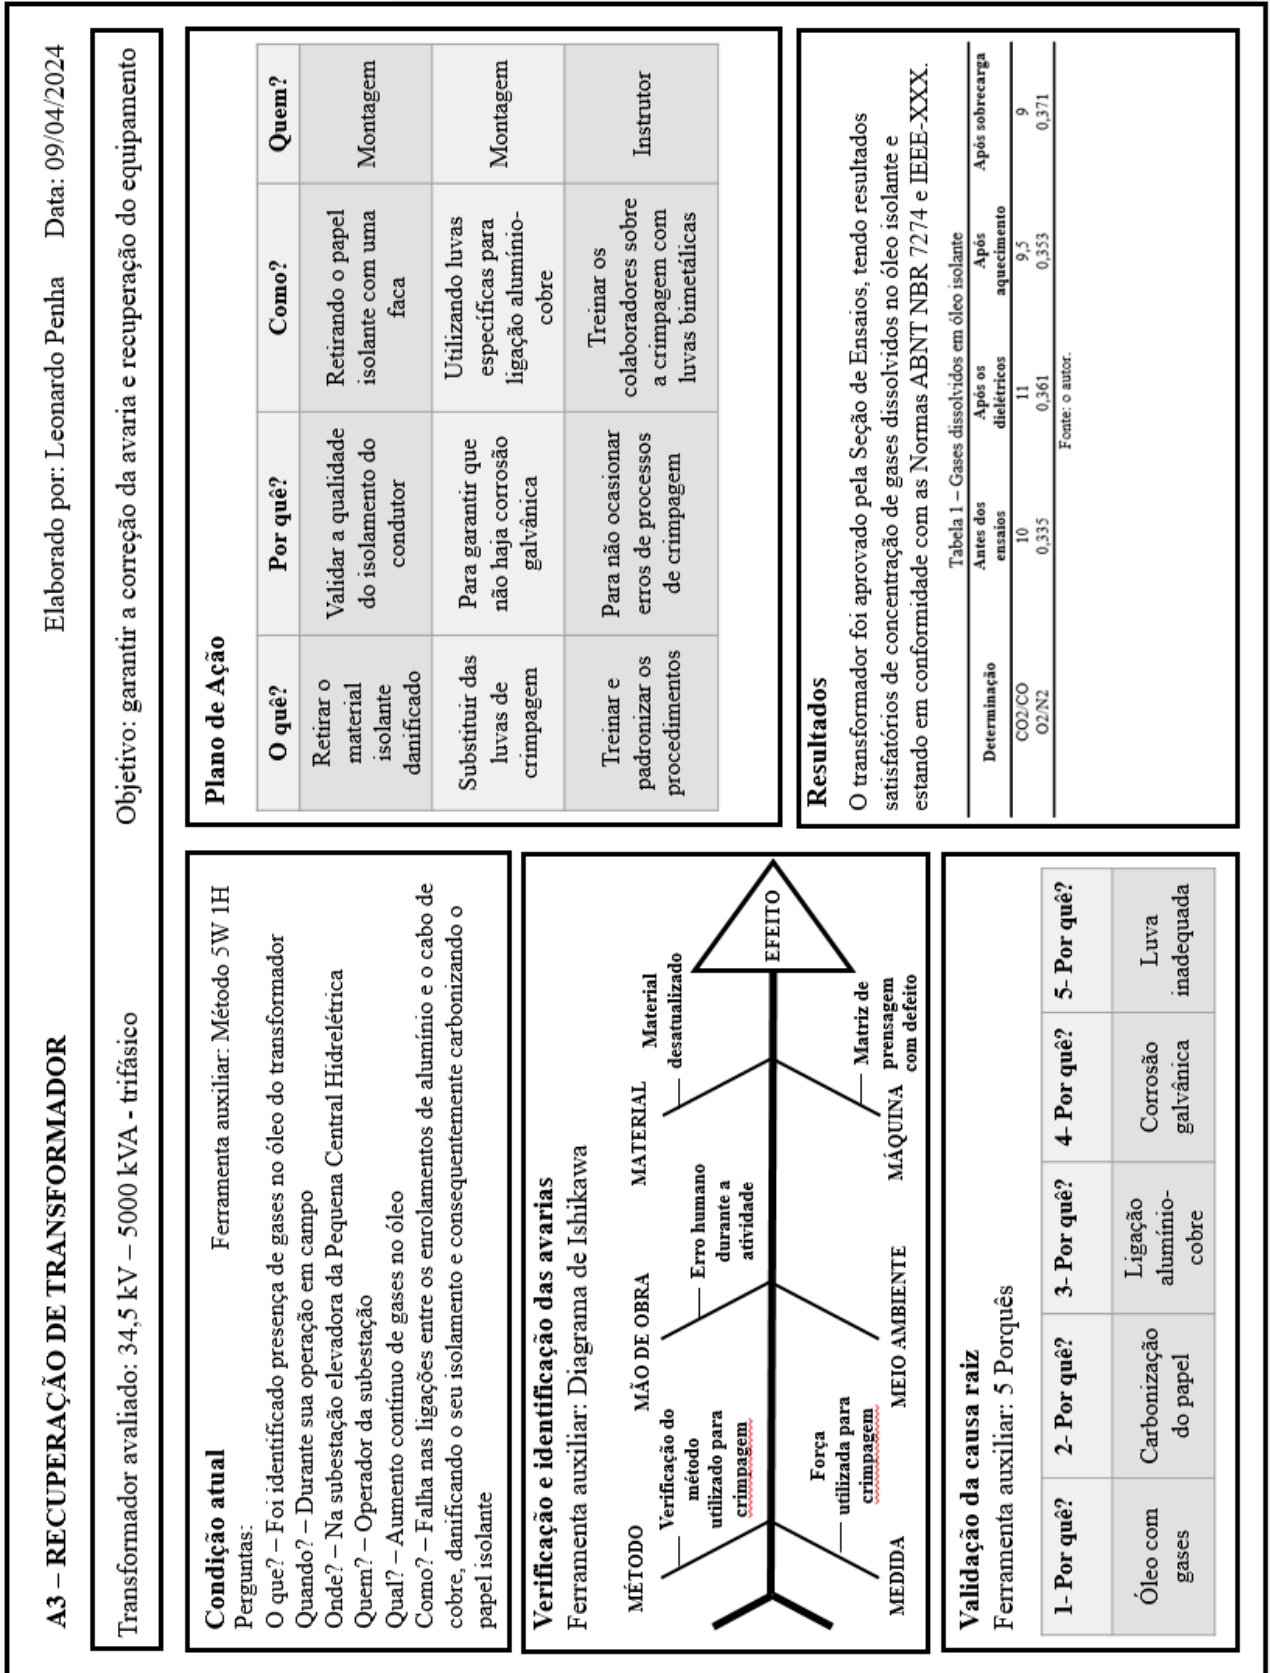 A3 – RECUPERAÇÃO DE TRANSFORMADOR
Elaborado por: Leonardo Penha Data: 09/04/2024
Transformador avaliado: 34,5 kV – 5000 kVA - trifásico
Objetivo: garantir a correção da avaria e recuperação do equipamento
Condição atual
Ferramenta auxiliar: Método 5W 1H
Perguntas:
O que? – Foi identificado presença de gases no óleo do transformador
Quando? – Durante sua operação em campo
Onde? – Na subestação elevadora da Pequena Central Hidrelétrica
Quem? – Operador da subestação
Qual? – Aumento contínuo de gases no óleo
Como? – Falha nas ligações entre os enrolamentos de alumínio e o cabo de
cobre, danificando o seu isolamento e consequentemente carbonizando o
papel isolante
Verificação e identificação das avarias
Ferramenta auxiliar: Diagrama de Ishikawa
MÉTODO
Verificação do
método
utilizado para
crimpagem
MÃO DE OBRA
Erro humano
durante a
atividade
MATERIAL
Material
desatualizado
EFEITO
MEDIDA
Força
utilizada para
crimpagem
MEIO AMBIENTE
MÁQUINA
Matriz de
prensagem
com defeito
Validação da causa raiz
Ferramenta auxiliar: 5 Porquês
1- Por quê? 2- Por quê? 3- Por quê? 4- Por quê? 5- Por quê?
Óleo com
gases
Carbonização
do papel
Ligação
alumínio-
cobre
Corrosão
galvânica
Luva
inadequada
Plano de Ação
O quê? Por quê? Como? Quem?
Retirar o
material
isolante
danificado
Validar a qualidade
do isolamento do
condutor
Retirando o papel
isolante com uma
faca
Montagem
Substituir das
luvas de
crimpagem
Para garantir que
não haja corrosão
galvânica
Utilizando luvas
específicas para
ligação alumínio-
cobre
Montagem
Treinar e
padronizar os
procedimentos
Para não ocasionar
erros de processos
de crimpagem
Treinar os
colaboradores sobre
a crimpagem com
luvas bimetálicas
Instrutor
Resultados
O transformador foi aprovado pela Seção de Ensaios, tendo resultados
satisfatórios de concentração de gases dissolvidos no óleo isolante e
estando em conformidade com as Normas ABNT NBR 7274 e IEEE-XXX.
Tabela 1 – Gases dissolvidos em óleo isolante
Determinação
Antes dos
ensaios
Após os
dielétricos
Após
aquecimento
Após sobrecarga
CO2/CO 10 11 9,5 9
O2/N2 0,335 0,361 0,353 0,371
Fonte: o autor.